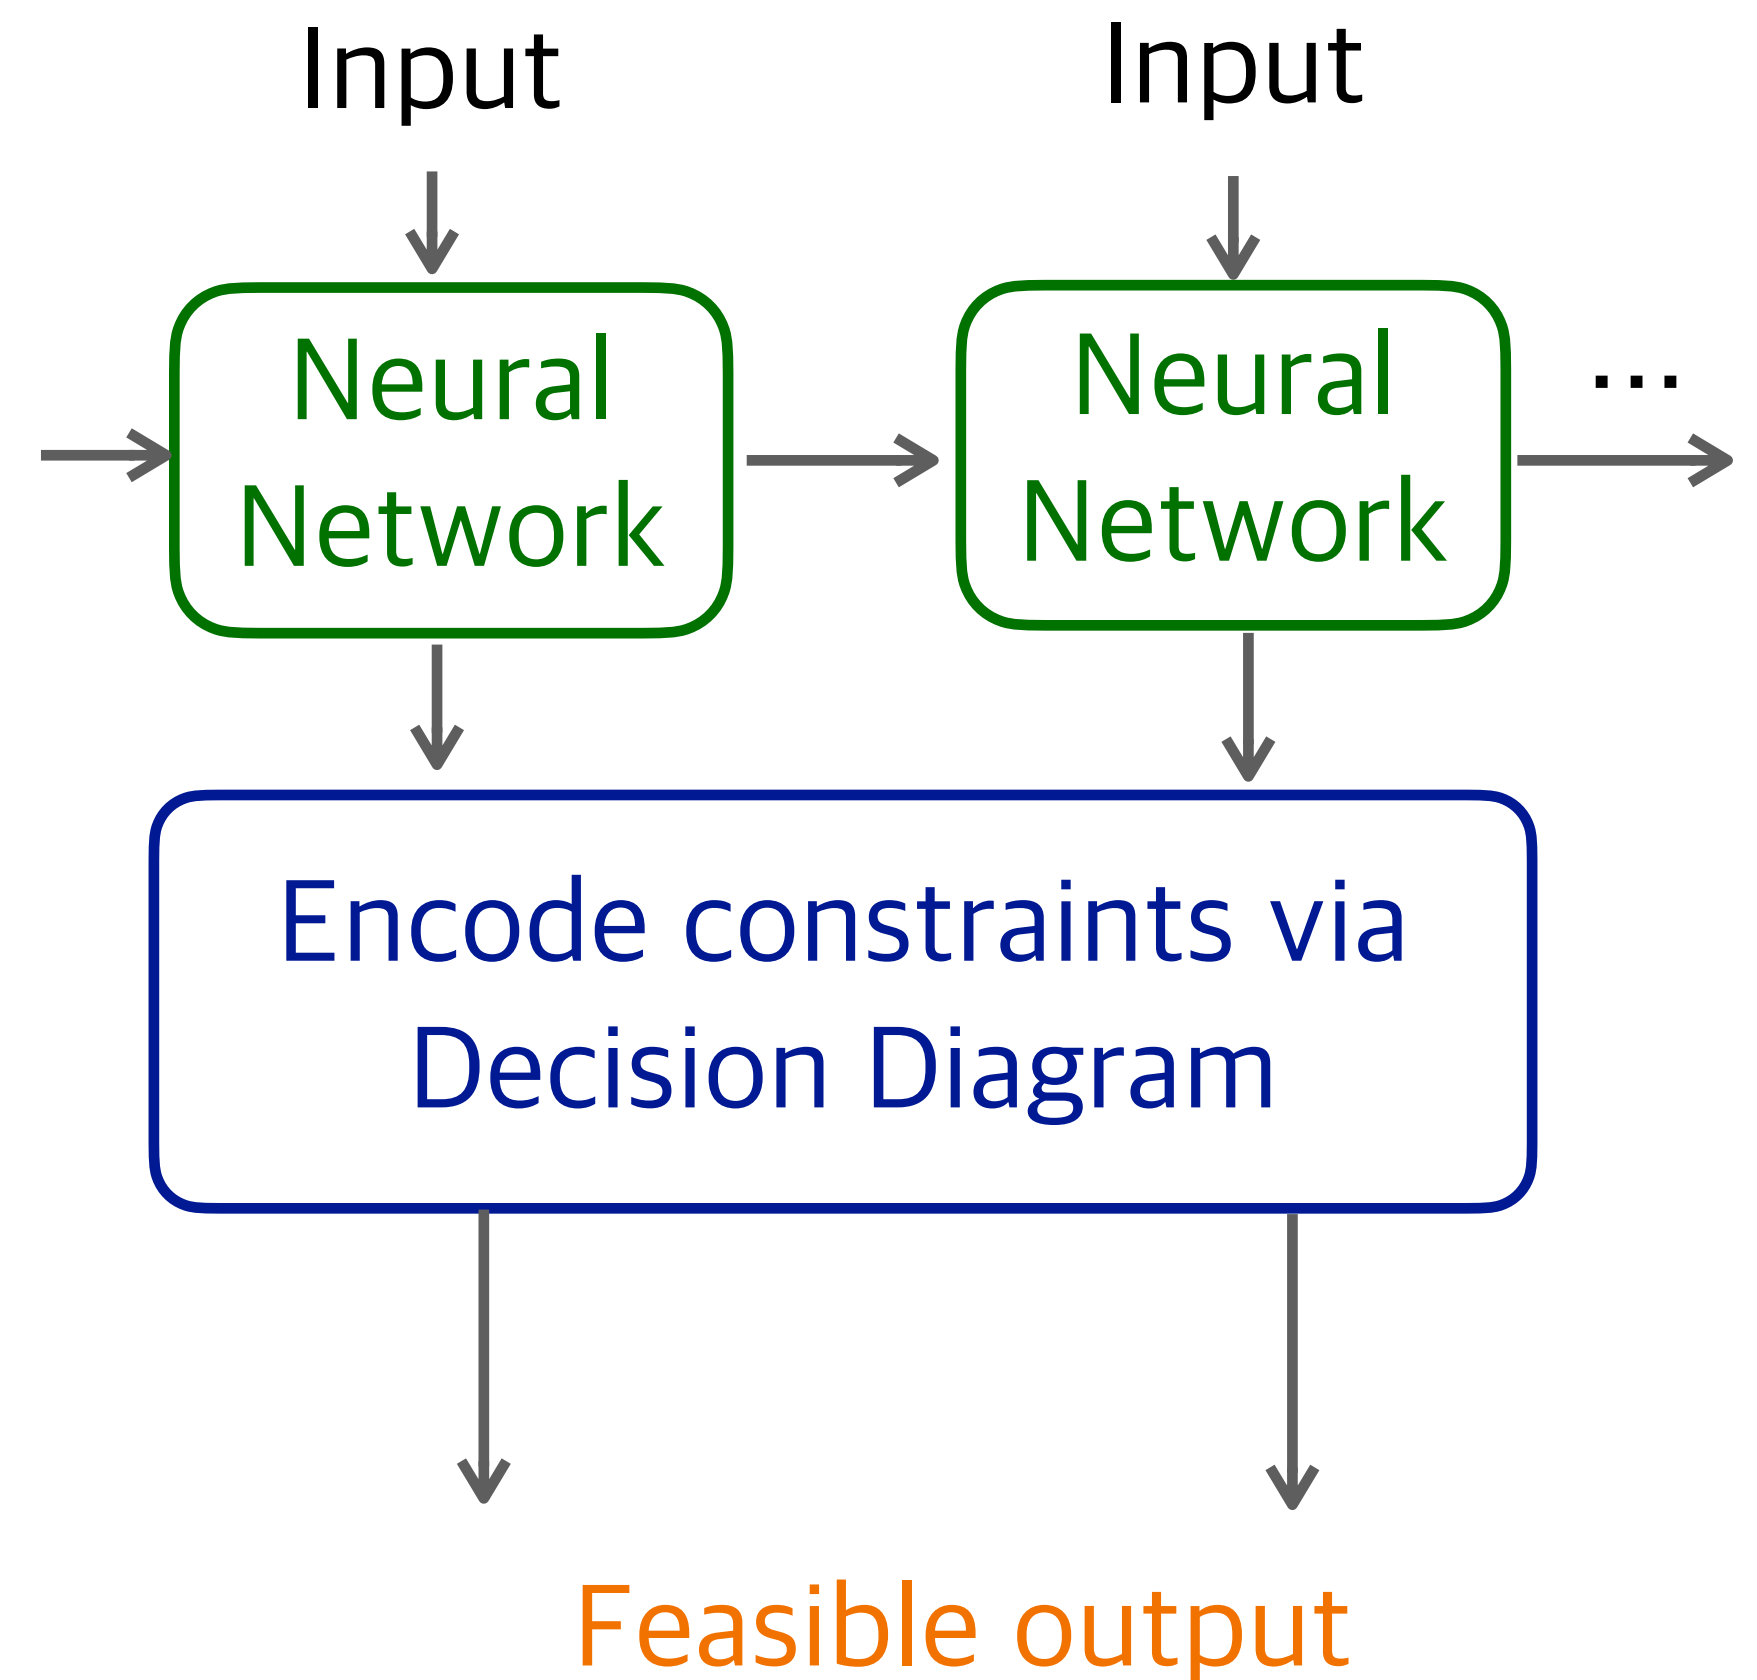 Input
Input
Neural
Network
Neural
Network
...
Encode constraints via
Decision Diagram
Feasible output